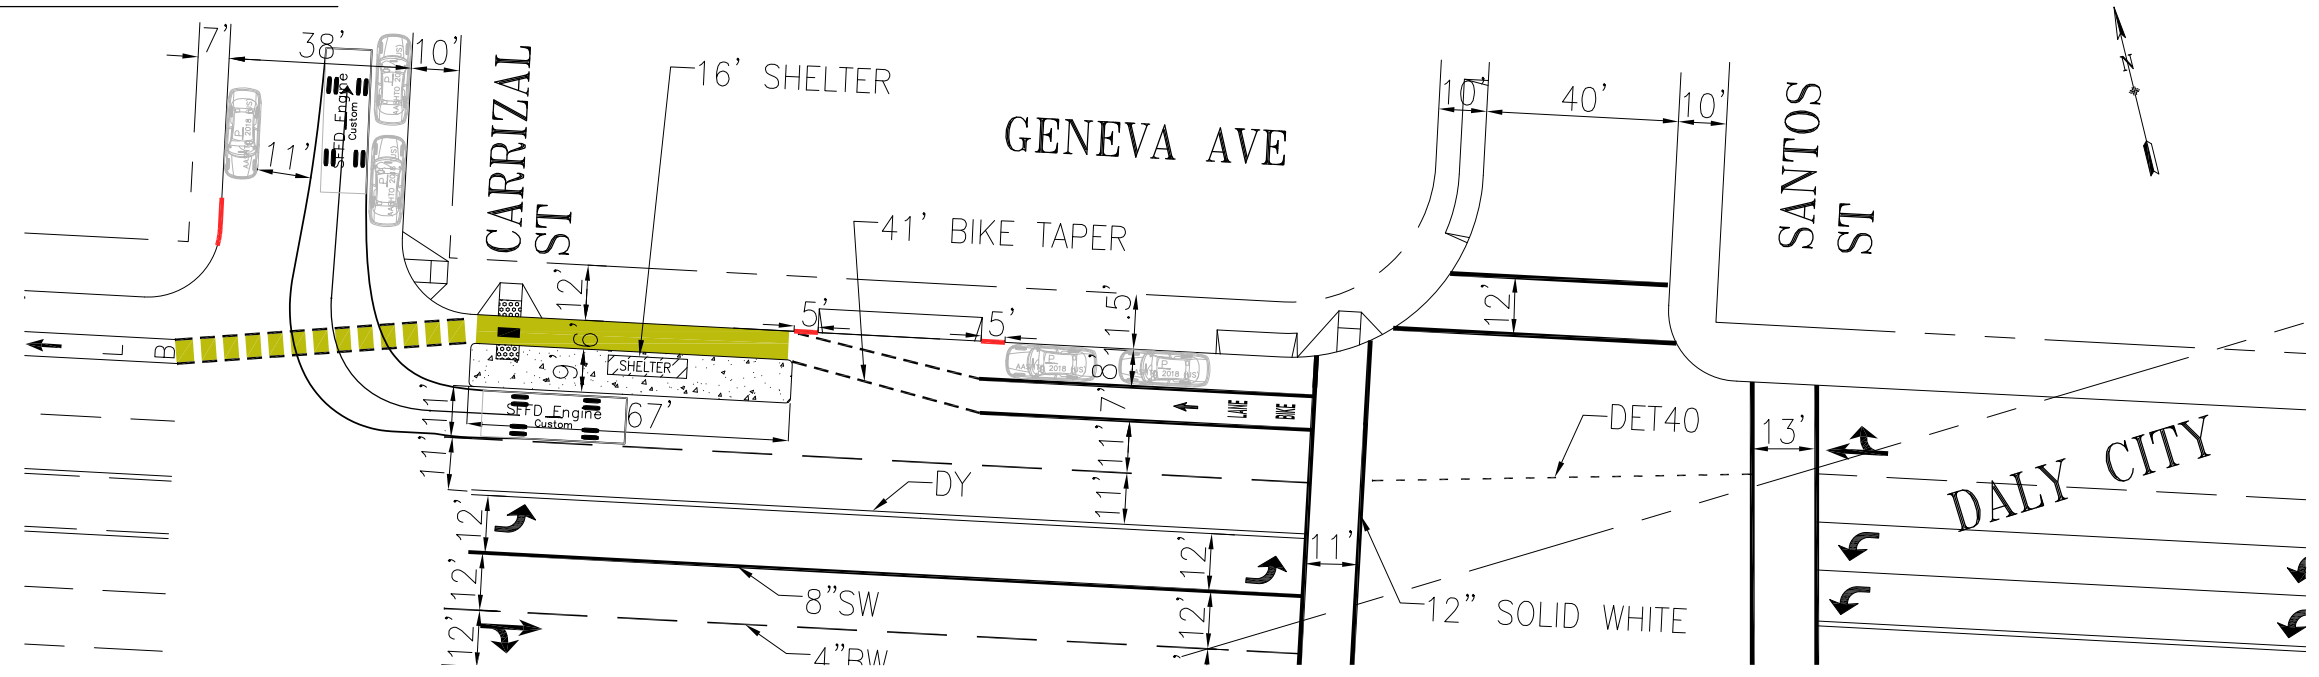 7'
38'
10'
SFFD Engine
Custom
11'
CARRIZAL
ST
16' SHELTER
GENEVA AVE
10'
40'
10'
SANTOS
ST
N
41' BIKE TAPER
12'
5'
5'
1.5'
12'
6'
9'
SHELTER
8'
7'
LANE
BIKE
L
B
11'
11'
SFFD Engine
Custom
67'
11'
11'
DET40
13'
DALY CITY
DY
12'
12'
12'
8"SW
4"BW
12'
12'
11'
12" SOLID WHITE